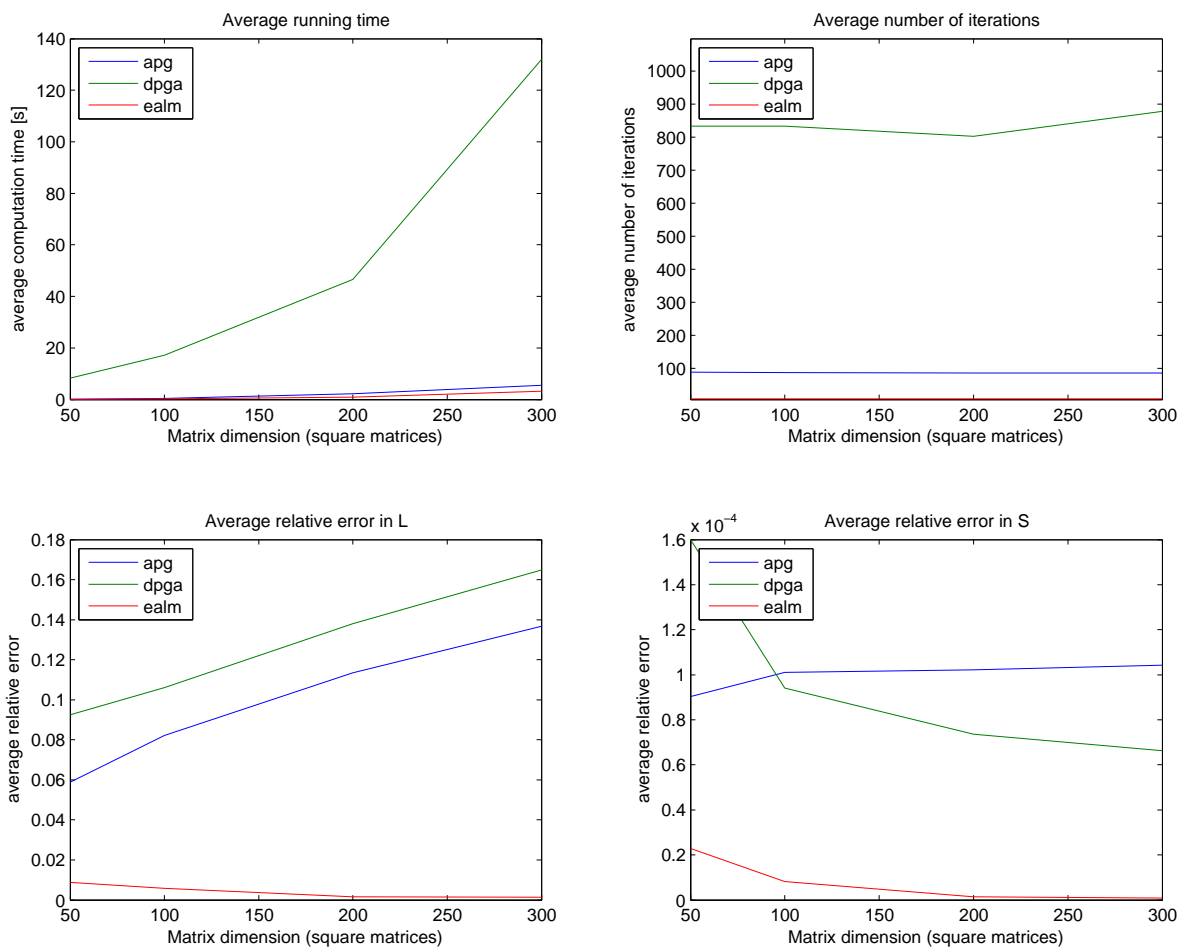 Average running time
140
120
100
80
60
40
20
0
average computation time [s]
apg
dpga
ealm
50
100
150
200
250
300
Matrix dimension (square matrices)
Average number of iterations
1000
900
800
700
600
500
400
300
200
100
average number of iterations
apg
dpga
ealm
50
100
150
200
250
300
Matrix dimension (square matrices)
Average relative error in L
0.18
0.16
0.14
0.12
0.1
0.08
0.06
0.04
0.02
0
average relative error
apg
dpga
ealm
50
100
150
200
250
300
Matrix dimension (square matrices)
Average relative error in S
x 10⁻⁴
1.6
1.4
1.2
1
0.8
0.6
0.4
0.2
0
average relative error
apg
dpga
ealm
50
100
150
200
250
300
Matrix dimension (square matrices)